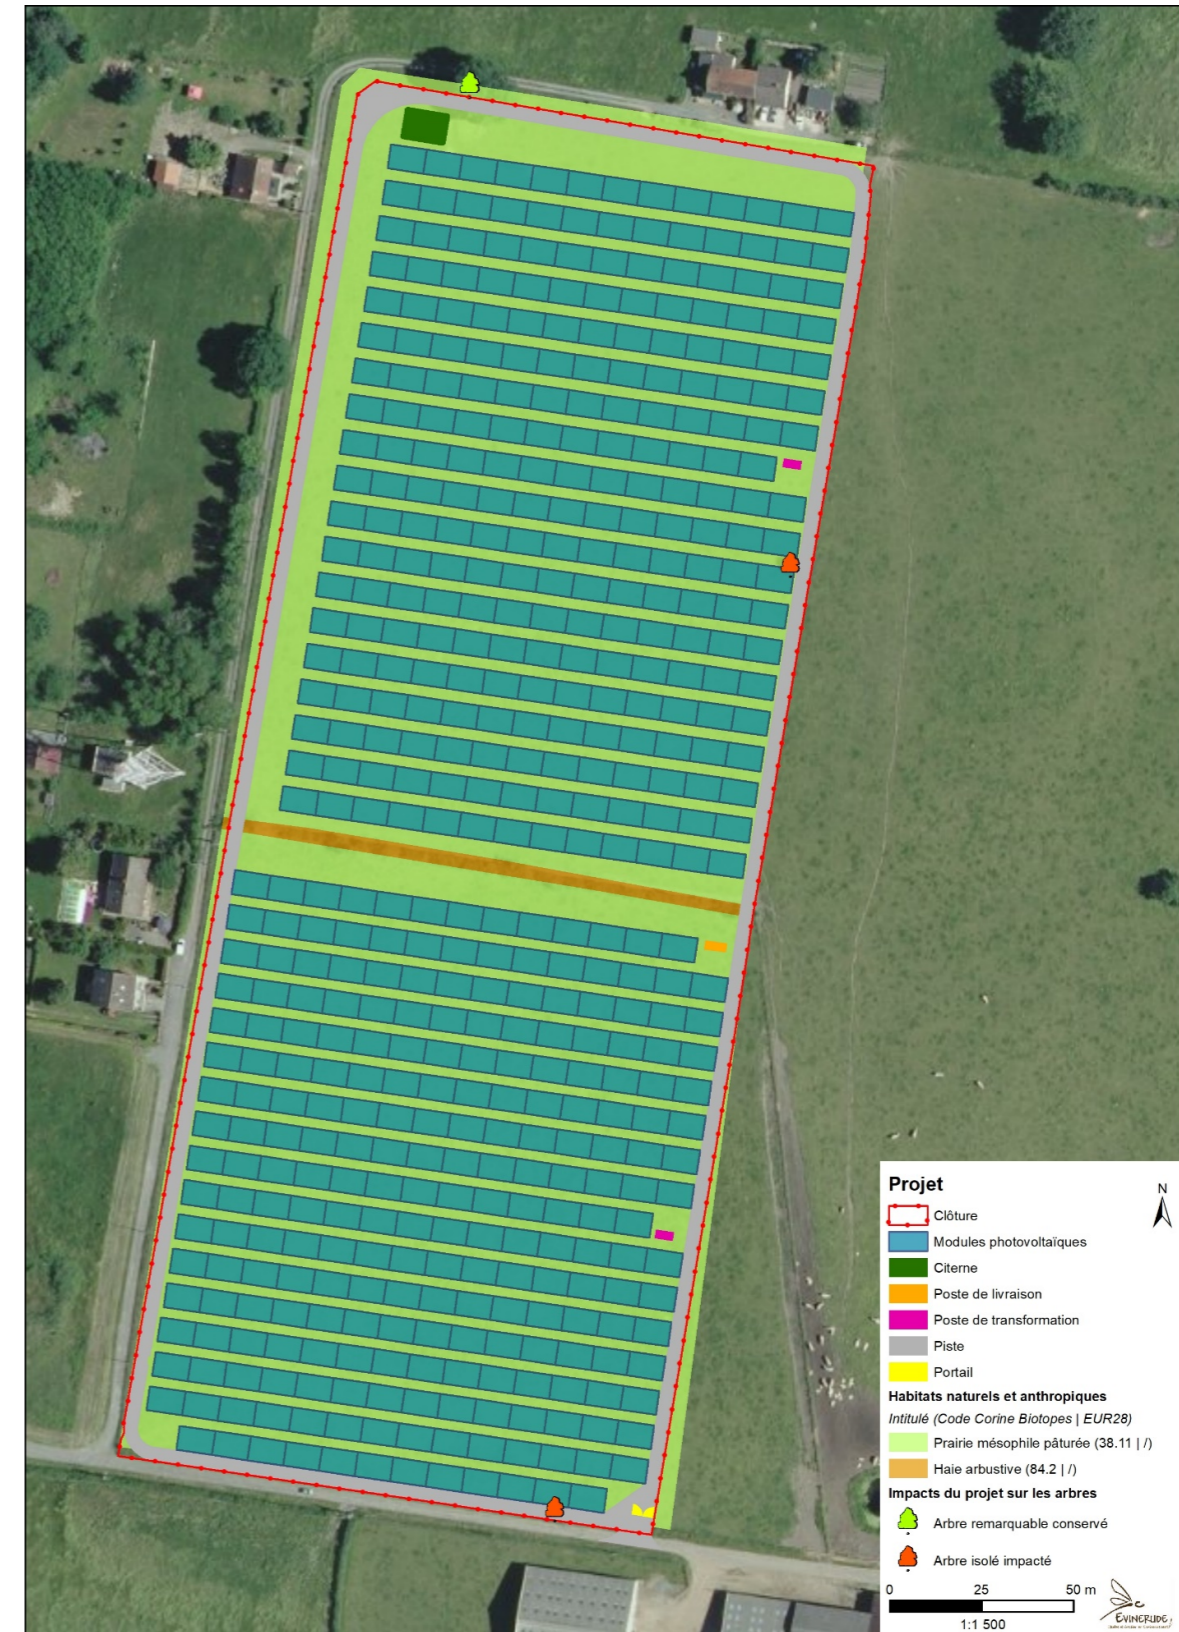 Projet
N
Clôture
Modules photovoltaïques
Citerne
Poste de livraison
Poste de transformation
Piste
Portail
Habitats naturels et anthropiques
Intitulé (Code Corine Biotopes | EUR28)
Prairie mésophile pâturée (38.11 | /)
Haie arbustive (84.2 | /)
Impacts du projet sur les arbres
Arbre remarquable conservé
Arbre isolé impacté
0 25 50 m
1:1 500
EVINERUDE